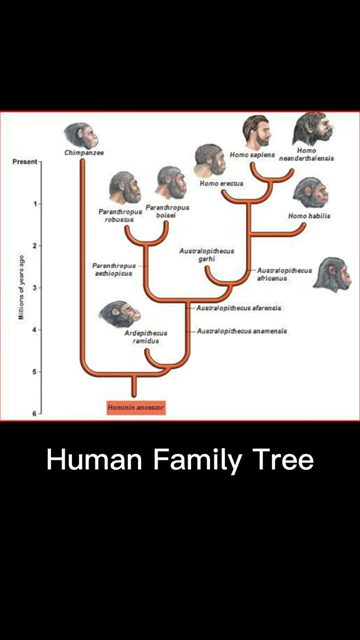 Chimpanzee
Homo sapiens
Homo
neanderthalensis
Present
Homo erectus
Paranthropus
robustus
Paranthropus
boisei
Homo habilis
1
2
3
4
5
6
Millions of years ago
Australopithecus
garhi
Paranthropus
aethiopicus
Australopithecus
africanus
Australopithecus afarensis
Ardepithecus
ramidus
Australopithecus anamensis
Hominin ancestor
Human Family Tree